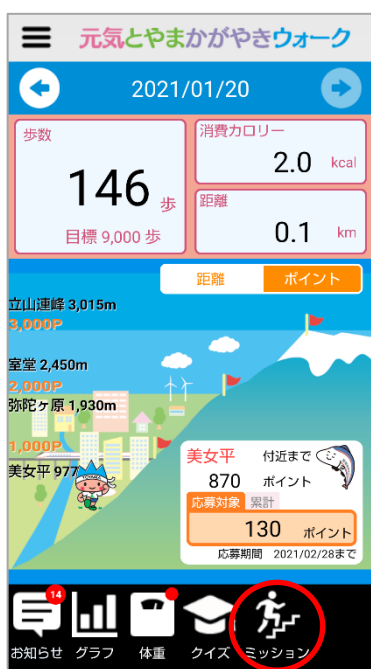 元気とやまかがやきウォーク
2021/01/20
歩数
146 歩
目標 9,000 歩
消費カロリー
2.0 kcal
距離
0.1 km
距離 ポイント
立山連峰 3,015m
3,000P
室堂 2,450m
2,000P
弥陀ヶ原 1,930m
1,000P
美女平 977
美女平 付近まで
870 ポイント
応募対象 累計
130 ポイント
応募期間 2021/02/28まで
14
お知らせ グラフ 体重 クイズ ミッション